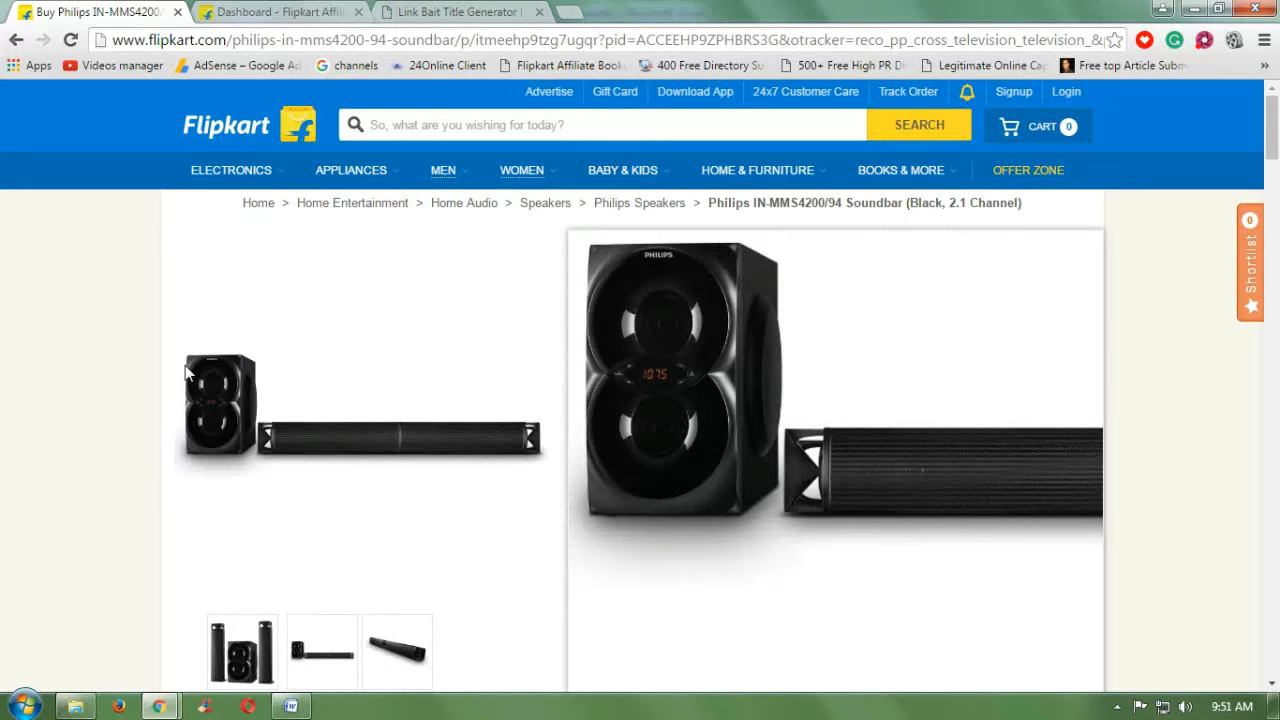 Buy Philips IN-MMS4200/
Dashboard - Flipkart Affili
Link Bait Title Generator
www.flipkart.com/philips-in-mms4200-94-soundbar/p/itmeehp9tzg7ugqr?pid=ACCEEHP9ZPHBRS3G&otracker=reco_pp_cross_television_television_&
Apps
Videos manager
AdSense – Google Ad
channels
24Online Client
Flipkart Affiliate Book
400 Free Directory Su
500+ Free High PR Di
Legitimate Online Cap
Free top Article Subm
»
Advertise
Gift Card
Download App
24x7 Customer Care
Track Order
Signup
Login
Flipkart
So, what are you wishing for today?
SEARCH
CART 0
ELECTRONICS
APPLIANCES
MEN
WOMEN
BABY & KIDS
HOME & FURNITURE
BOOKS & MORE
OFFER ZONE
Home > Home Entertainment > Home Audio > Speakers > Philips Speakers > Philips IN-MMS4200/94 Soundbar (Black, 2.1 Channel)
0
Shortlist
PHILIPS
1075
9:51 AM